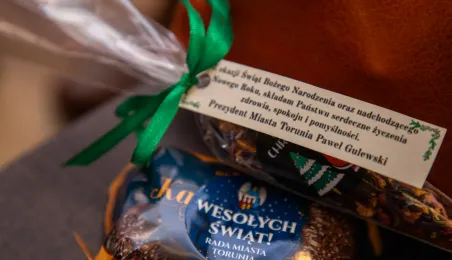 okazji Świąt Bożego Narodzenia oraz nadchodzącego
Nowego Roku, składam Państwu serdeczne życzenia
zdrowia, spokoju i pomyślności.
Prezydent Miasta Torunia Paweł Gulewski
WESOŁYCH
ŚWIĄT!
RADA MIASTA
TORUNIA